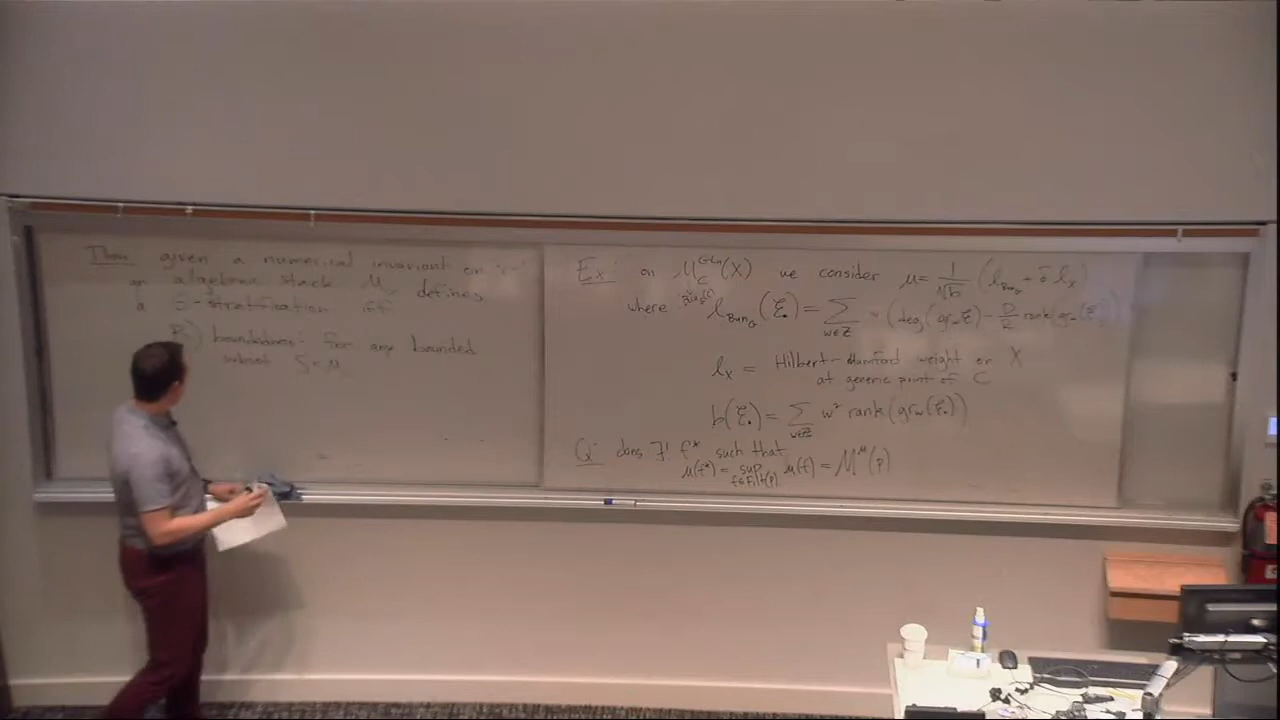 Thm: given a numerical invariant on
an algebraic stack M, μ defines
a Θ-stratification iff
B) boundedness: for any bounded
subset S ⊂ M
Ex: on M_C^{G-Ln}(X) we consider μ = 1/√b (l_{Bun_G} + δ l_X)
where l_{Bun_G}(E•) = Σ_{w∈Z} w (deg(gr_w E) - D/R rank(gr_w(E•)))
l_X = Hilbert-Mumford weight on X
at generic point of C
b(E•) = Σ_{w∈Z} w² rank(gr_w(E•))
Q: does ∃! f* such that
μ(f*) = sup_{f∈Filt(p)} μ(f) = M^μ(p)